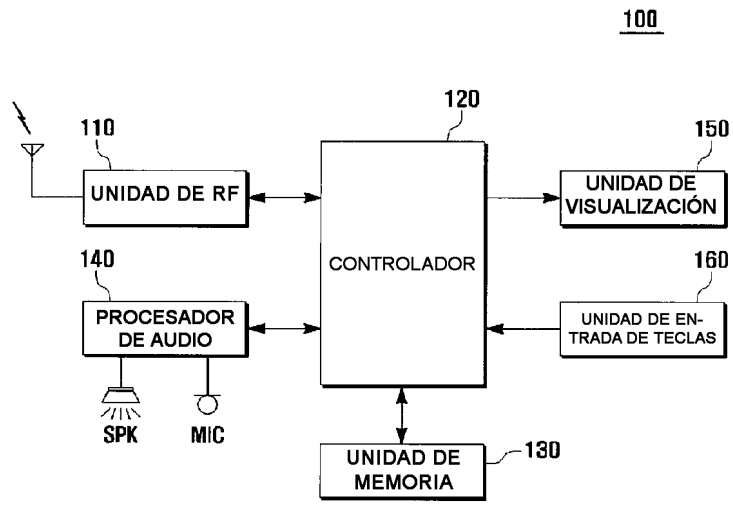 100
110
UNIDAD DE RF
120
CONTROLADOR
150
UNIDAD DE
VISUALIZACIÓN
140
PROCESADOR
DE AUDIO
160
UNIDAD DE EN-
TRADA DE TECLAS
SPK
MIC
UNIDAD DE
MEMORIA
130